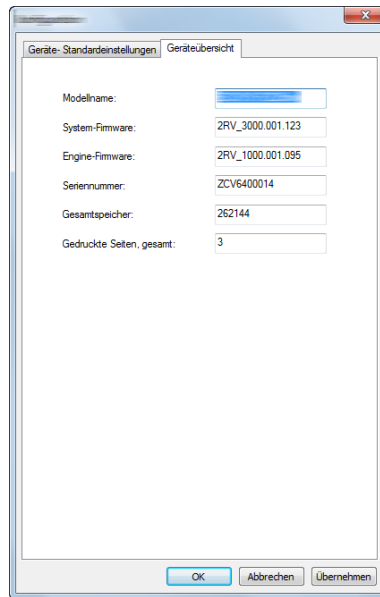 Geräte- Standardeinstellungen Geräteübersicht
Modellname:
System-Firmware: 2RV_3000.001.123
Engine-Firmware: 2RV_1000.001.095
Seriennummer: ZCV6400014
Gesamtspeicher: 262144
Gedruckte Seiten, gesamt: 3
OK Abbrechen Übernehmen